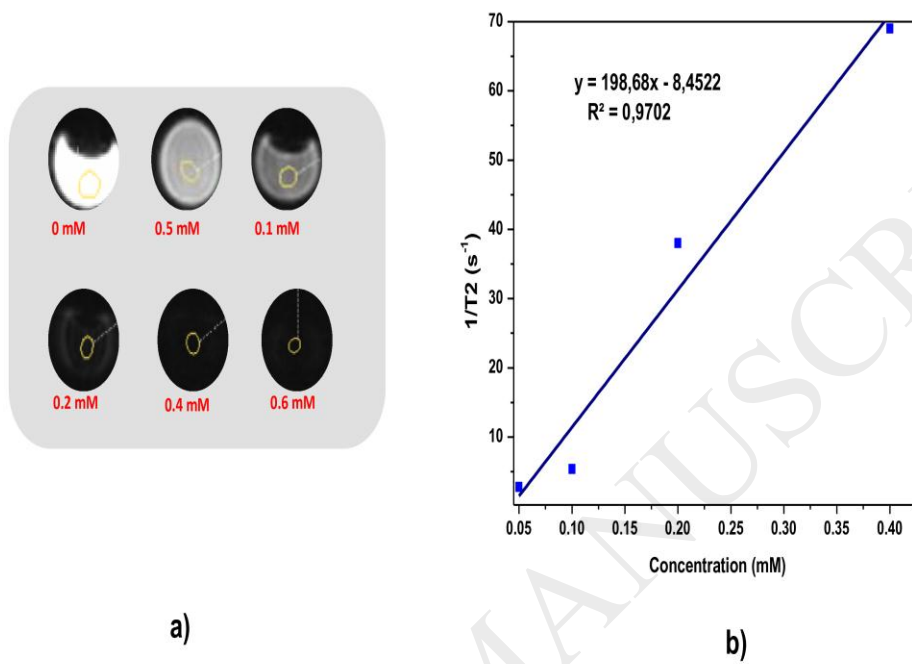 0 mM
0.5 mM
0.1 mM
0.2 mM
0.4 mM
0.6 mM
a)
y = 198,68x - 8,4522
R² = 0,9702
1/T2 (s⁻¹)
70
60
50
40
30
20
10
0.05 0.10 0.15 0.20 0.25 0.30 0.35 0.40
Concentration (mM)
b)
MANUSCR